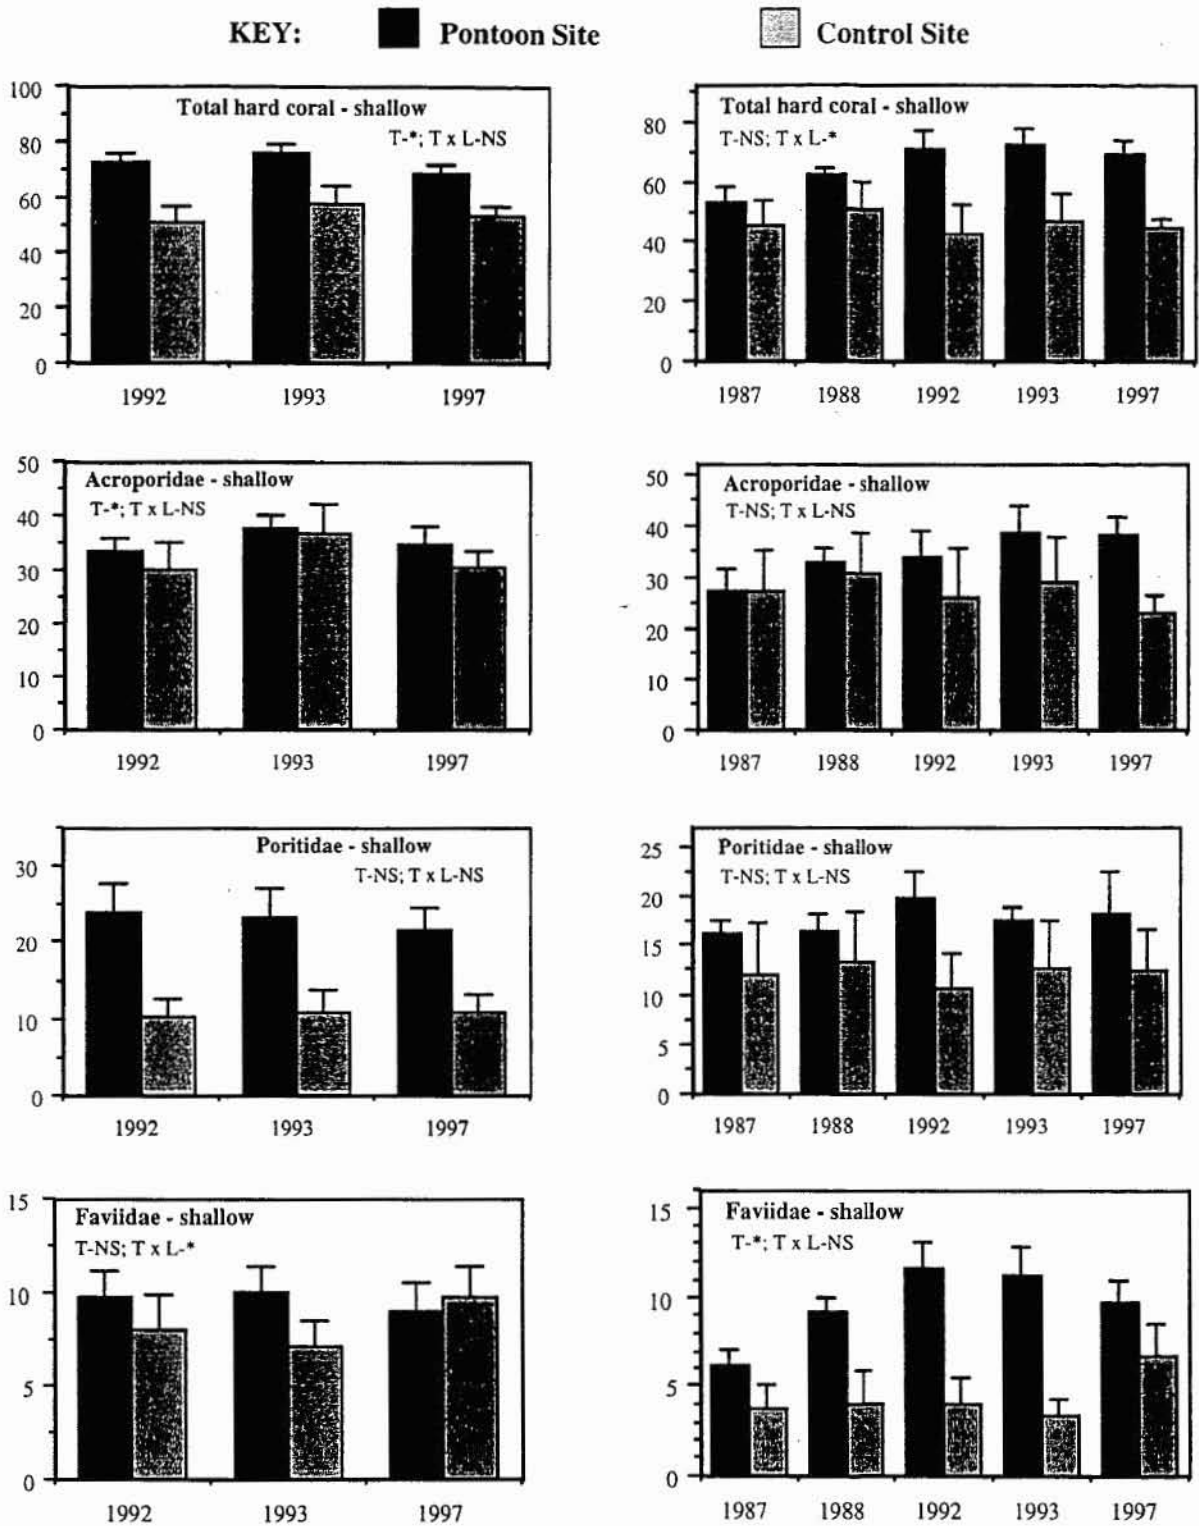 KEY: Pontoon Site Control Site
Total hard coral - shallow
T-*; T x L-NS
100
80
60
40
20
0
1992 1993 1997
Total hard coral - shallow
T-NS; T x L-*
80
60
40
20
0
1987 1988 1992 1993 1997
Acroporidae - shallow
T-*; T x L-NS
50
40
30
20
10
0
1992 1993 1997
Acroporidae - shallow
T-NS; T x L-NS
50
40
30
20
10
0
1987 1988 1992 1993 1997
Poritidae - shallow
T-NS; T x L-NS
30
20
10
0
1992 1993 1997
Poritidae - shallow
T-NS; T x L-NS
25
20
15
10
5
0
1987 1988 1992 1993 1997
Faviidae - shallow
T-NS; T x L-*
15
10
5
0
1992 1993 1997
Faviidae - shallow
T-*; T x L-NS
15
10
5
0
1987 1988 1992 1993 1997